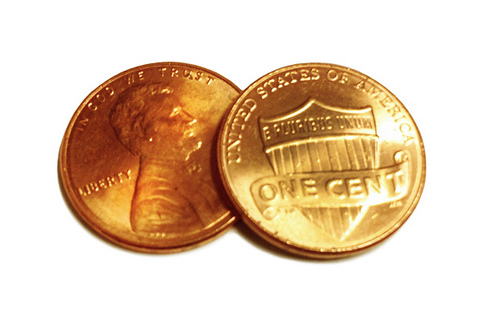 IN GOD WE TRUST
LIBERTY
UNITED STATES OF AMERICA
E PLURIBUS UNUM
ONE CENT